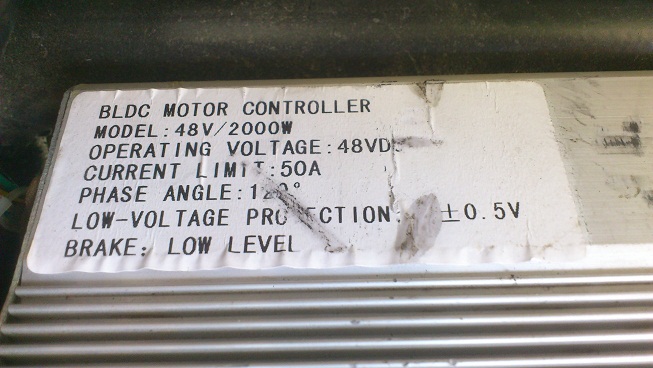 BLDC MOTOR CONTROLLER
MODEL:48V/2000W
OPERATING VOLTAGE:48VD
CURRENT LIMIT:50A
PHASE ANGLE:120°
LOW-VOLTAGE PROTECTION: ±0.5V
BRAKE: LOW LEVEL